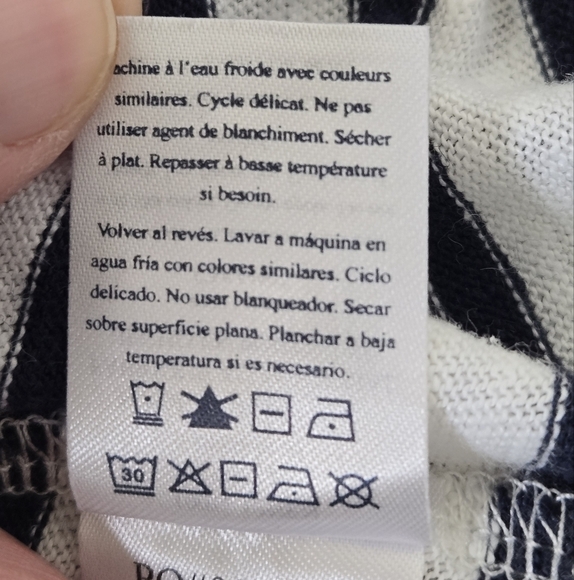 achine à l'eau froide avec couleurs
similaires. Cycle délicat. Ne pas
utiliser agent de blanchiment. Sécher
à plat. Repasser à basse température
si besoin.
Volver al revés. Lavar a máquina en
agua fría con colores similares. Ciclo
delicado. No usar blanqueador. Secar
sobre superficie plana. Planchar a baja
temperatura si es necesario.
30